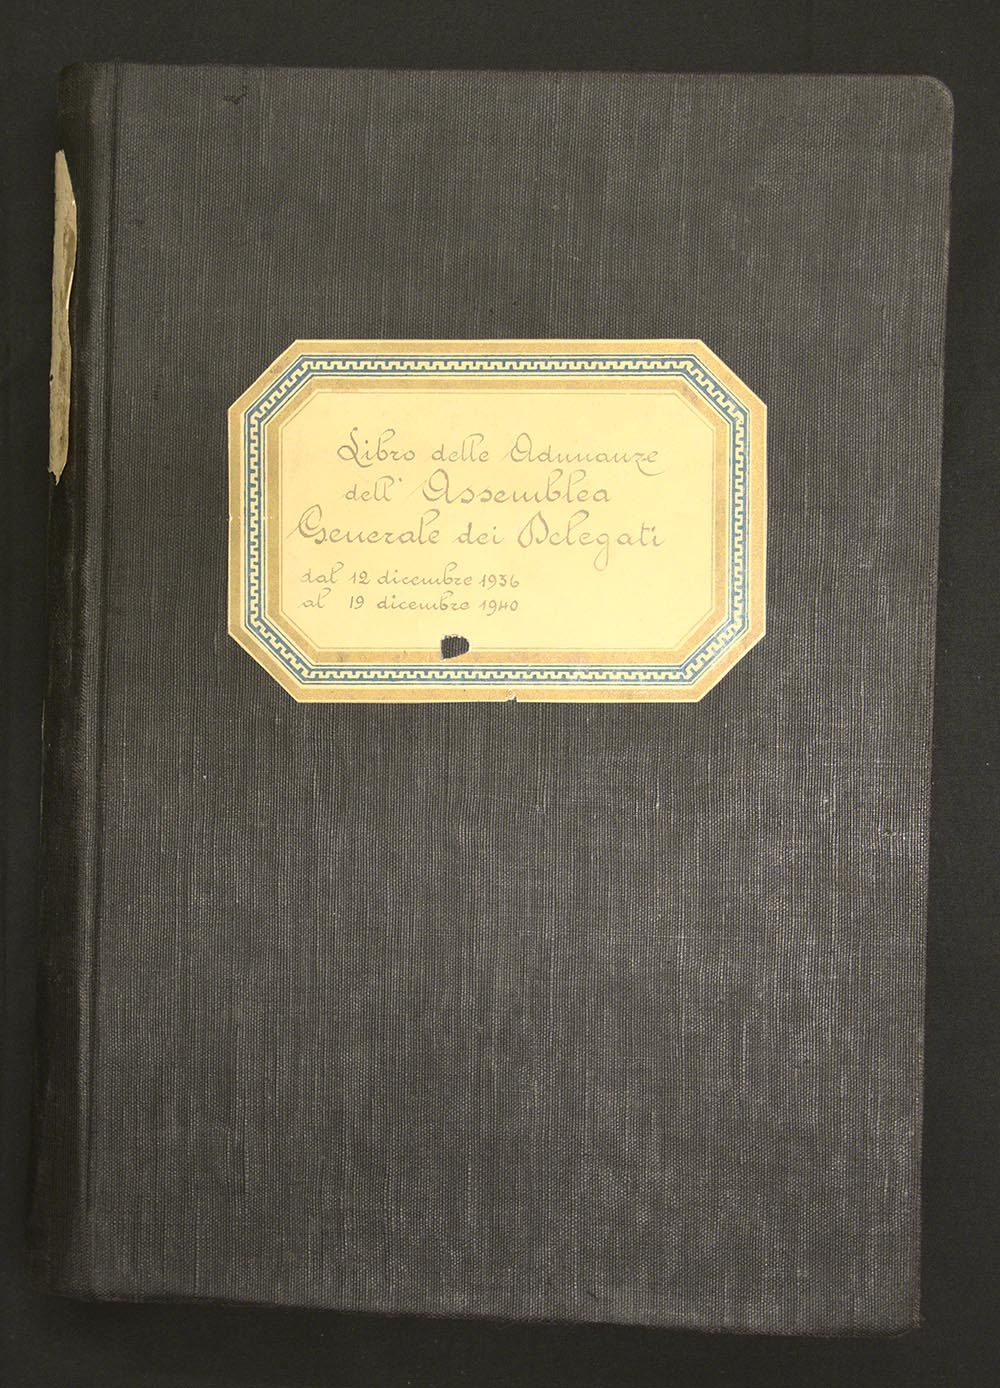 Libro delle Adunanze
dell' Assemblea
Generale dei Delegati
dal 12 dicembre 1936
al 19 dicembre 1940